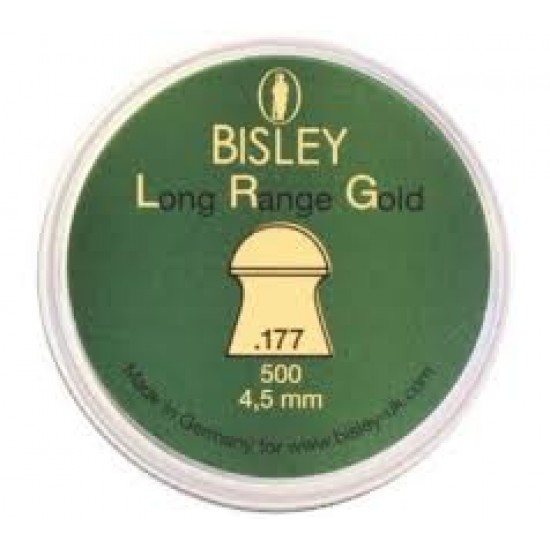 BISLEY
Long Range Gold
.177
500
4,5 mm
Made in Germany for www.bisley-uk.com